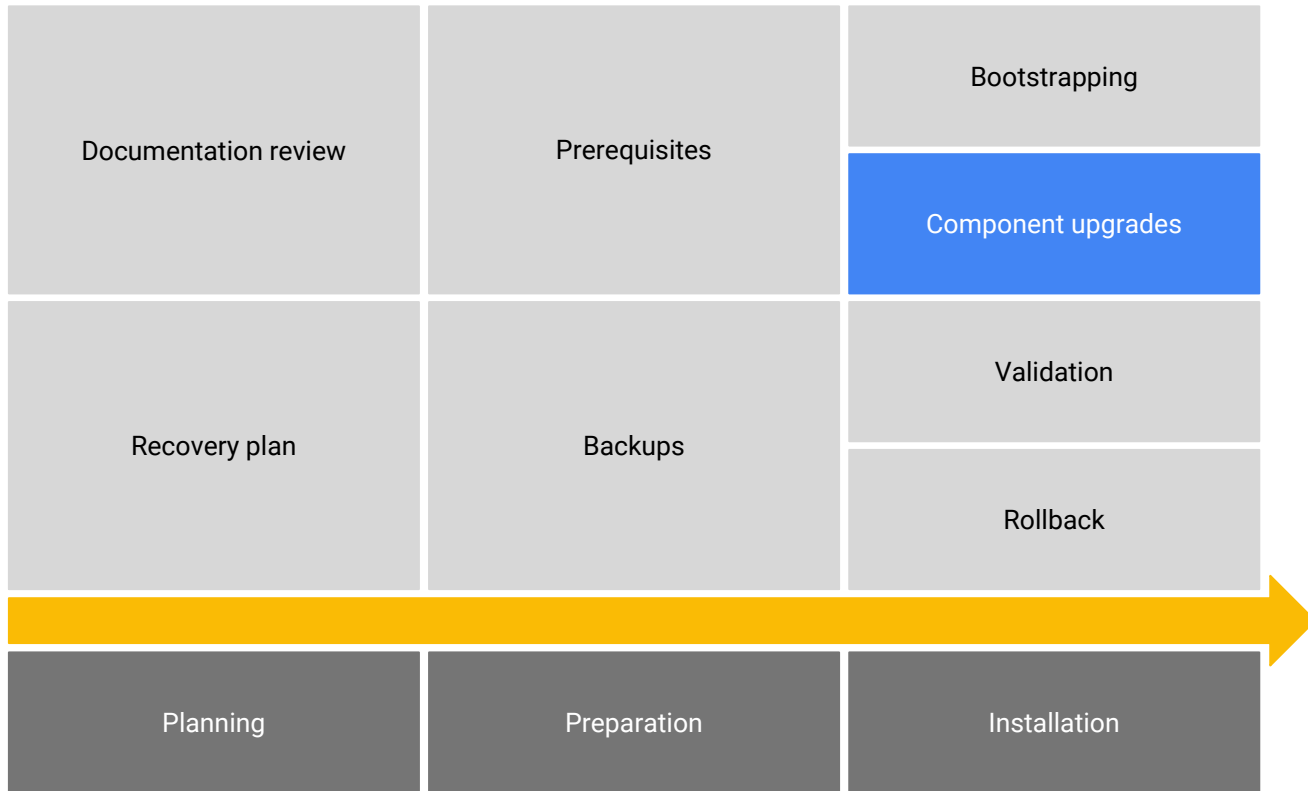 Documentation review
Prerequisites
Bootstrapping
Component upgrades
Recovery plan
Backups
Validation
Rollback
Planning
Preparation
Installation